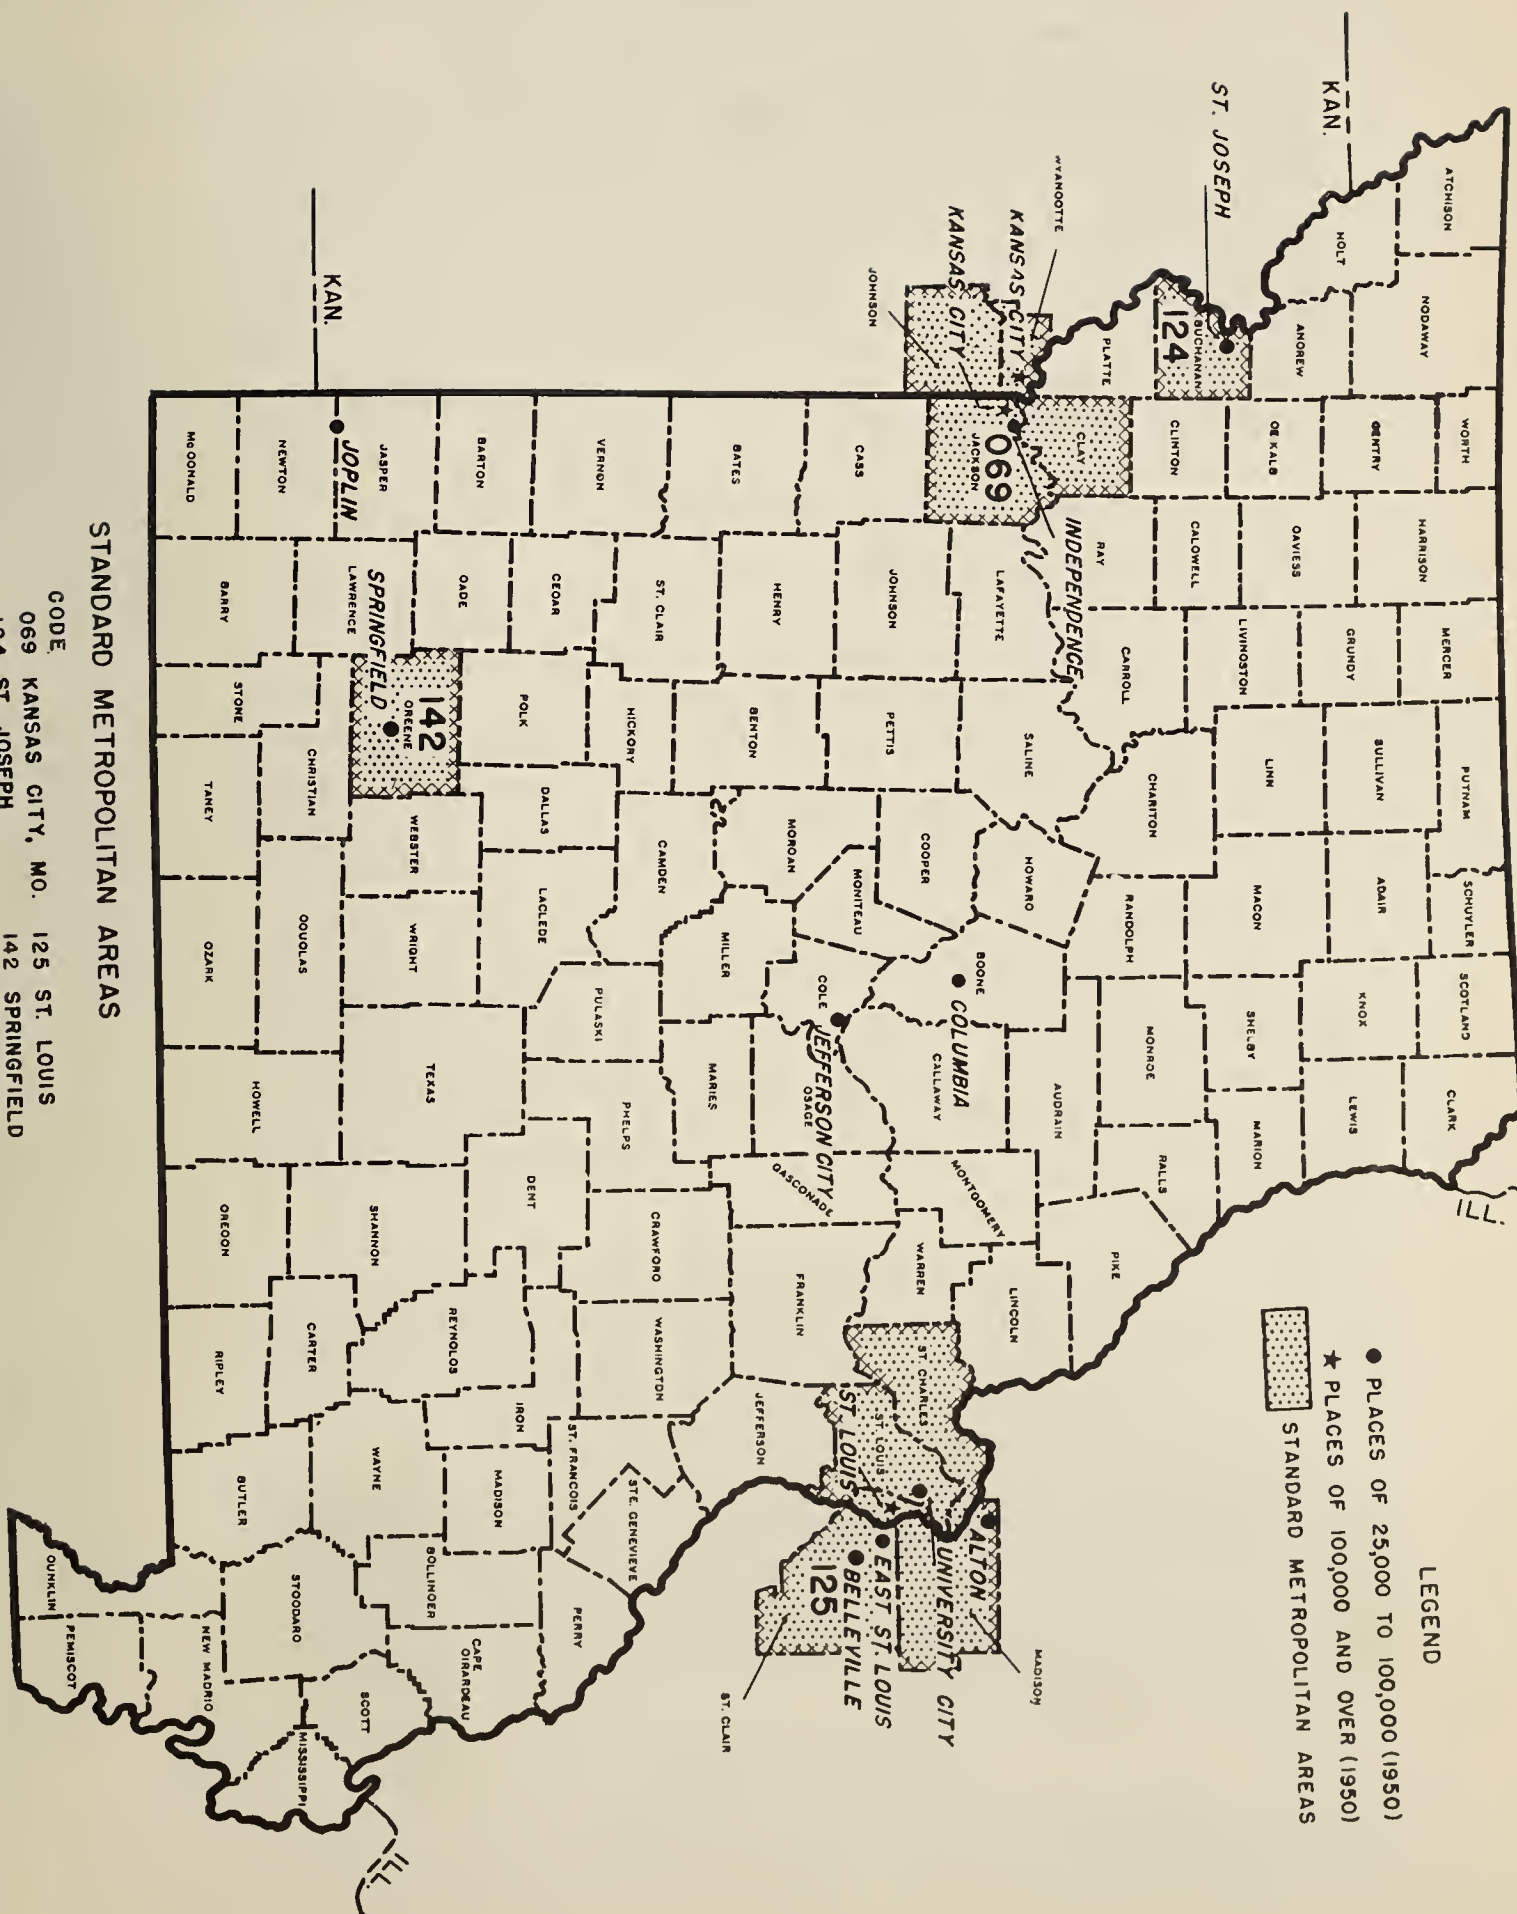 LEGEND
● PLACES OF 25,000 TO 100,000 (1950)
★ PLACES OF 100,000 AND OVER (1950)
STANDARD METROPOLITAN AREAS
KAN.
ILL.
ATCHISON
NODAWAY
WORTH
HARRISON
MERCER
PUTNAM
SCHUYLER
SCOTLAND
CLARK
HOLT
ANDREW
GENTRY
DE KALB
DAVIESS
GRUNDY
SULLIVAN
ADAIR
KNOX
LEWIS
ST. JOSEPH
BUCHANAN
124
CLINTON
CALDWELL
LIVINGSTON
LINN
MACON
SHELBY
MARION
PLATTE
CLAY
RAY
CARROLL
CHARITON
RANDOLPH
MONROE
RALLS
PIKE
WYANDOTTE
KANSAS CITY
KANSAS CITY
JOHNSON
069
JACKSON
INDEPENDENCE
LAFAYETTE
SALINE
HOWARD
BOONE
COLUMBIA
AUDRAIN
CALLAWAY
MONTGOMERY
LINCOLN
WARREN
ST. CHARLES
ST. LOUIS
ST. LOUIS
UNIVERSITY CITY
ALTON
MADISON
EAST ST. LOUIS
BELLEVILLE
125
ST. CLAIR
CASS
JOHNSON
PETTIS
COOPER
MONITEAU
COLE
JEFFERSON CITY
OSAGE
GASCONADE
FRANKLIN
JEFFERSON
BATES
HENRY
BENTON
MORGAN
MILLER
MARIES
VERNON
ST. CLAIR
HICKORY
CAMDEN
PULASKI
PHELPS
CRAWFORD
WASHINGTON
STE. GENEVIEVE
ST. FRANCOIS
PERRY
BARTON
CEDAR
POLK
DALLAS
LACLEDE
DENT
IRON
MADISON
REYNOLDS
BOLLINGER
CAPE
GIRARDEAU
KAN.
JASPER
JOPLIN
DADE
LAWRENCE
SPRINGFIELD
142
GREENE
WEBSTER
WRIGHT
TEXAS
SHANNON
CARTER
WAYNE
STODDARD
SCOTT
MISSISSIPPI
NEWTON
McDONALD
BARRY
STONE
CHRISTIAN
TANEY
DOUGLAS
OZARK
HOWELL
OREGON
RIPLEY
BUTLER
NEW MADRID
DUNKLIN
PEMISCOT
STANDARD METROPOLITAN AREAS
CODE
069 KANSAS CITY, MO. 125 ST. LOUIS
124 ST. JOSEPH 142 SPRINGFIELD